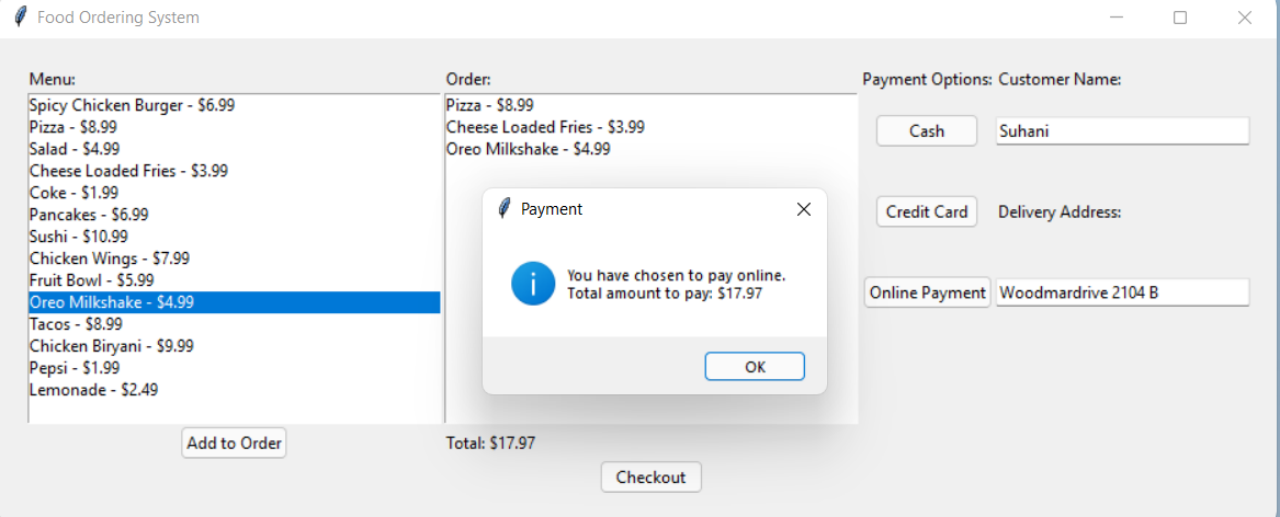 Food Ordering System
Menu:
Spicy Chicken Burger - $6.99
Pizza - $8.99
Salad - $4.99
Cheese Loaded Fries - $3.99
Coke - $1.99
Pancakes - $6.99
Sushi - $10.99
Chicken Wings - $7.99
Fruit Bowl - $5.99
Oreo Milkshake - $4.99
Tacos - $8.99
Chicken Biryani - $9.99
Pepsi - $1.99
Lemonade - $2.49
Add to Order
Order:
Pizza - $8.99
Cheese Loaded Fries - $3.99
Oreo Milkshake - $4.99
Total: $17.97
Checkout
Payment
You have chosen to pay online.
Total amount to pay: $17.97
OK
Payment Options:
Cash
Credit Card
Online Payment
Customer Name:
Suhani
Delivery Address:
Woodmardrive 2104 B